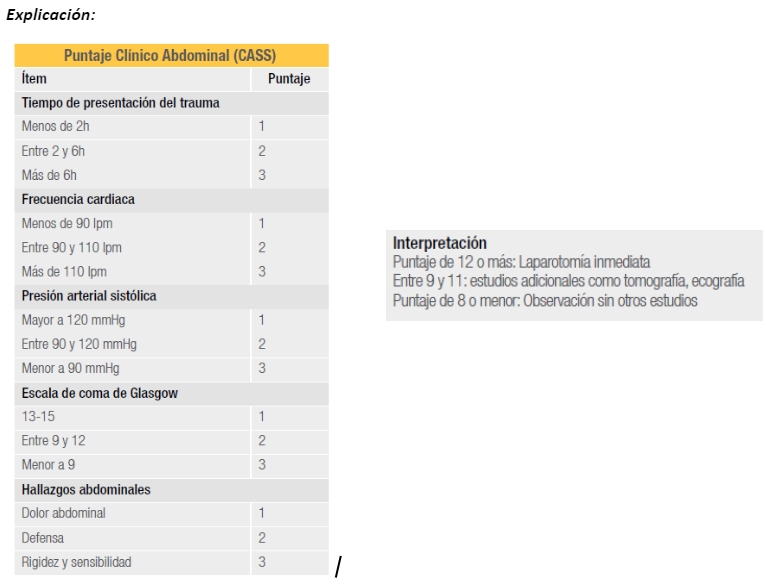 Explicación:
Puntaje Clínico Abdominal (CASS)
Ítem Puntaje
Tiempo de presentación del trauma
Menos de 2h 1
Entre 2 y 6h 2
Más de 6h 3
Frecuencia cardiaca
Menos de 90 lpm 1
Entre 90 y 110 lpm 2
Más de 110 lpm 3
Presión arterial sistólica
Mayor a 120 mmHg 1
Entre 90 y 120 mmHg 2
Menor a 90 mmHg 3
Escala de coma de Glasgow
13-15 1
Entre 9 y 12 2
Menor a 9 3
Hallazgos abdominales
Dolor abdominal 1
Defensa 2
Rigidez y sensibilidad 3
/
Interpretación
Puntaje de 12 o más: Laparotomía inmediata
Entre 9 y 11: estudios adicionales como tomografía, ecografía
Puntaje de 8 o menor: Observación sin otros estudios